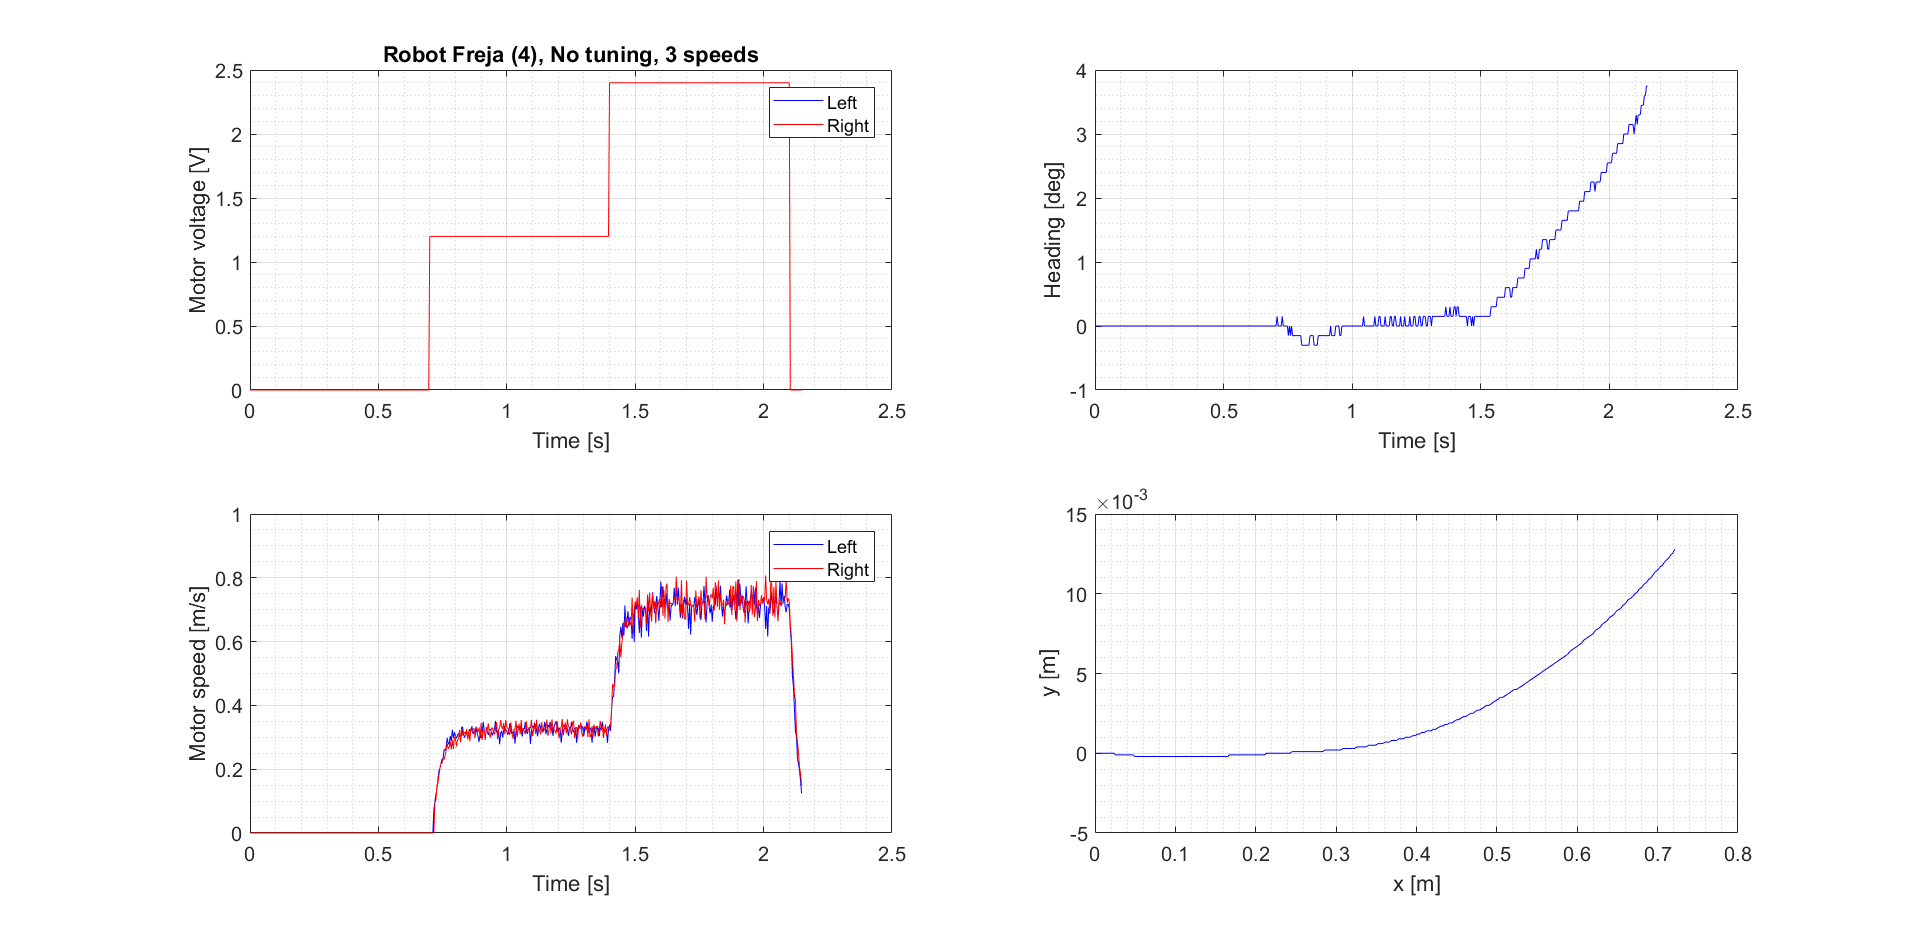 Robot Freja (4), No tuning, 3 speeds
Motor voltage [V]
2.5
2
1.5
1
0.5
0
0 0.5 1 1.5 2 2.5
Time [s]
Left
Right
Heading [deg]
4
3
2
1
0
-1
0 0.5 1 1.5 2 2.5
Time [s]
Motor speed [m/s]
1
0.8
0.6
0.4
0.2
0
0 0.5 1 1.5 2 2.5
Time [s]
Left
Right
×10⁻³
y [m]
15
10
5
0
-5
0 0.1 0.2 0.3 0.4 0.5 0.6 0.7 0.8
x [m]